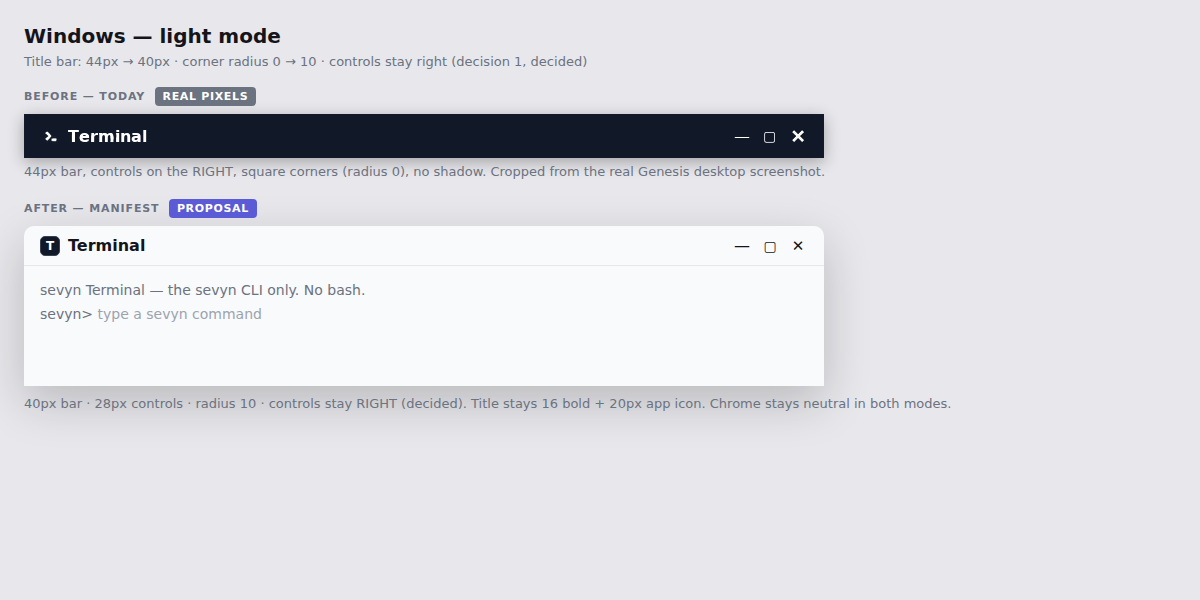 Windows — light mode
Title bar: 44px → 40px · corner radius 0 → 10 · controls stay right (decision 1, decided)
BEFORE — TODAY REAL PIXELS
Terminal
44px bar, controls on the RIGHT, square corners (radius 0), no shadow. Cropped from the real Genesis desktop screenshot.
AFTER — MANIFEST PROPOSAL
T Terminal
sevyn Terminal — the sevyn CLI only. No bash.
sevyn> type a sevyn command
40px bar · 28px controls · radius 10 · controls stay RIGHT (decided). Title stays 16 bold + 20px app icon. Chrome stays neutral in both modes.